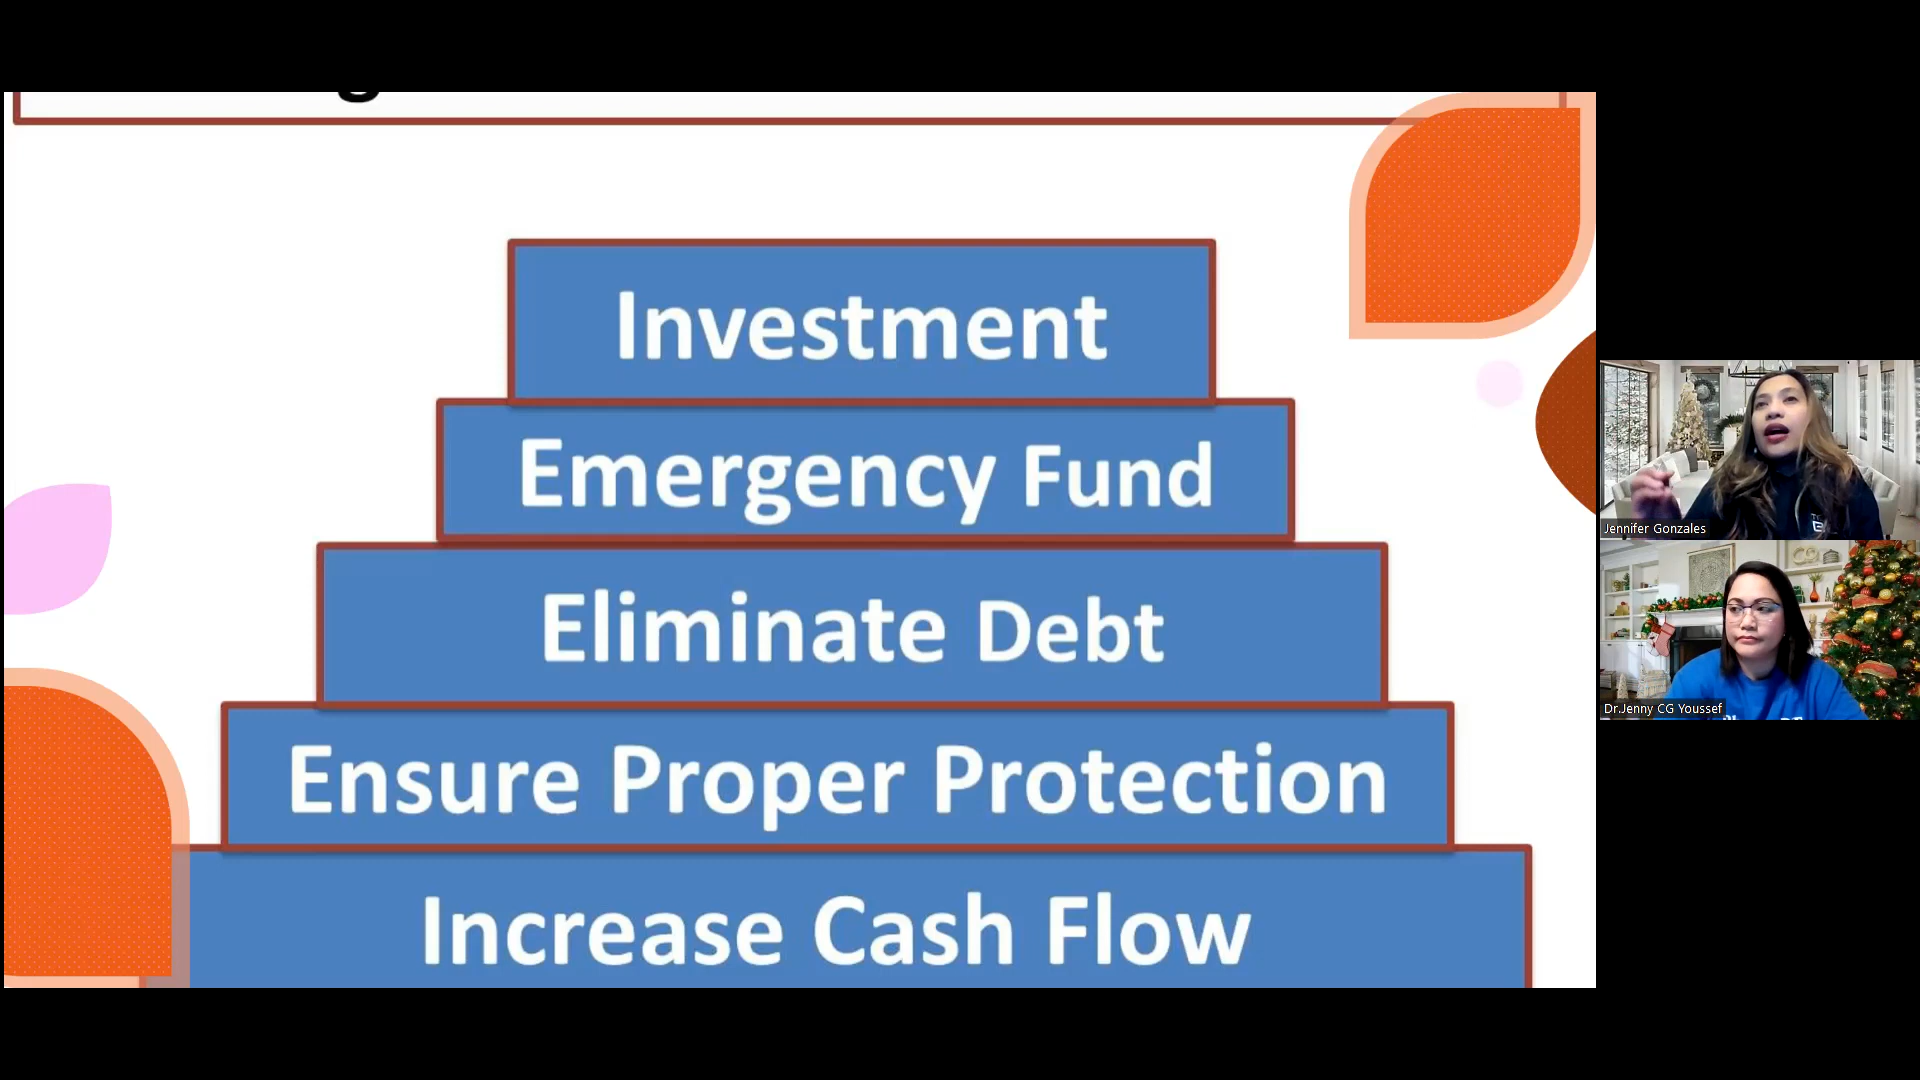 Investment
Emergency Fund
Eliminate Debt
Ensure Proper Protection
Increase Cash Flow
Jennifer Gonzales
Dr.Jenny CG Youssef